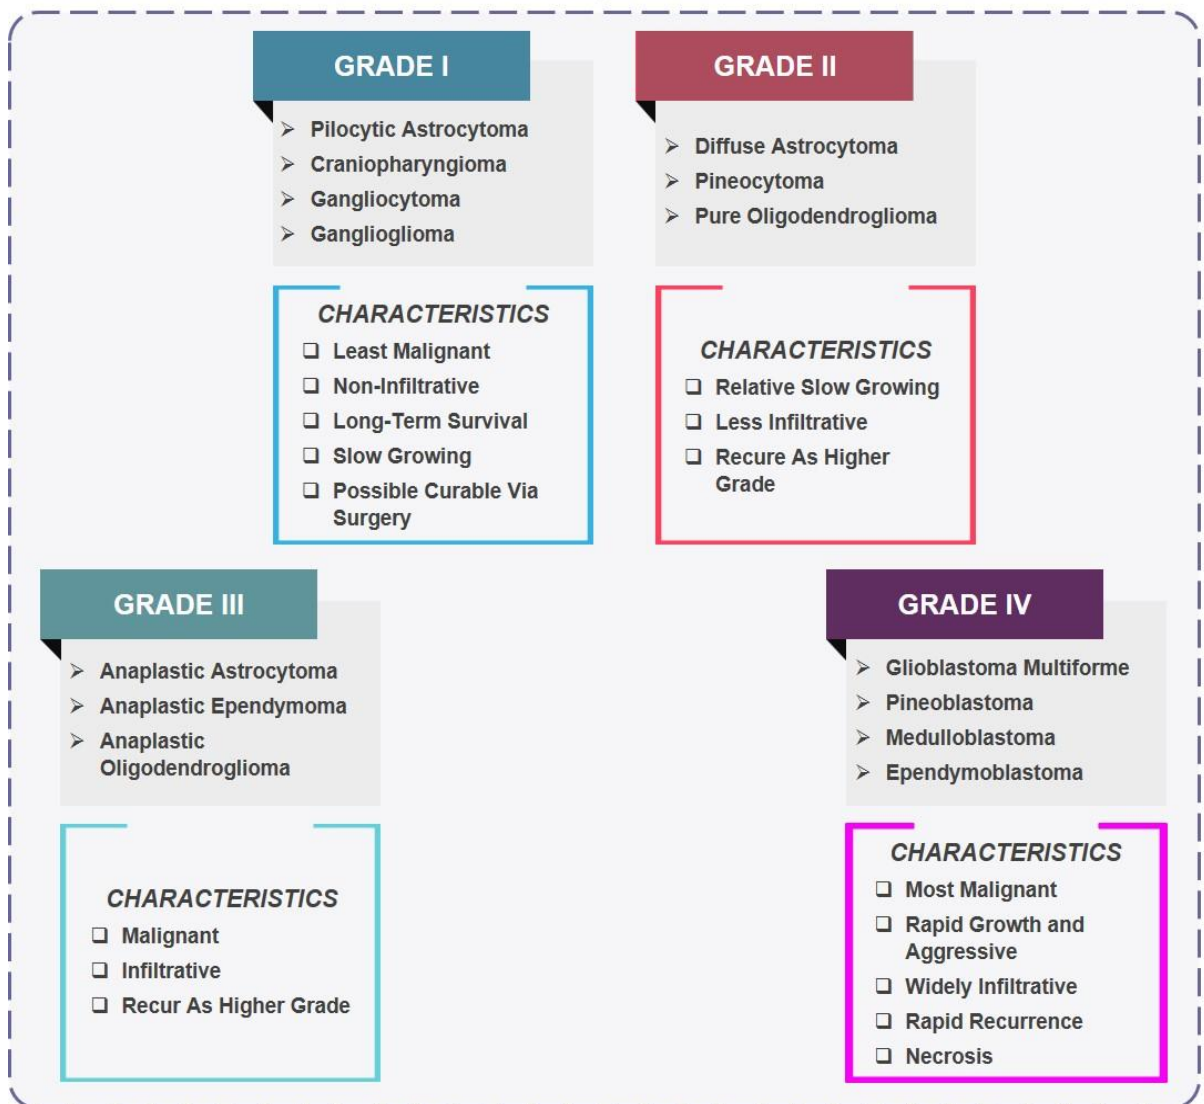 GRADE I
Pilocytic Astrocytoma
Craniopharyngioma
Gangliocytoma
Ganglioglioma
CHARACTERISTICS
Least Malignant
Non-Infiltrative
Long-Term Survival
Slow Growing
Possible Curable Via
Surgery
GRADE II
Diffuse Astrocytoma
Pineocytoma
Pure Oligodendroglioma
CHARACTERISTICS
Relative Slow Growing
Less Infiltrative
Recure As Higher
Grade
GRADE III
Anaplastic Astrocytoma
Anaplastic Ependymoma
Anaplastic
Oligodendroglioma
CHARACTERISTICS
Malignant
Infiltrative
Recur As Higher Grade
GRADE IV
Glioblastoma Multiforme
Pineoblastoma
Medulloblastoma
Ependymoblastoma
CHARACTERISTICS
Most Malignant
Rapid Growth and
Aggressive
Widely Infiltrative
Rapid Recurrence
Necrosis